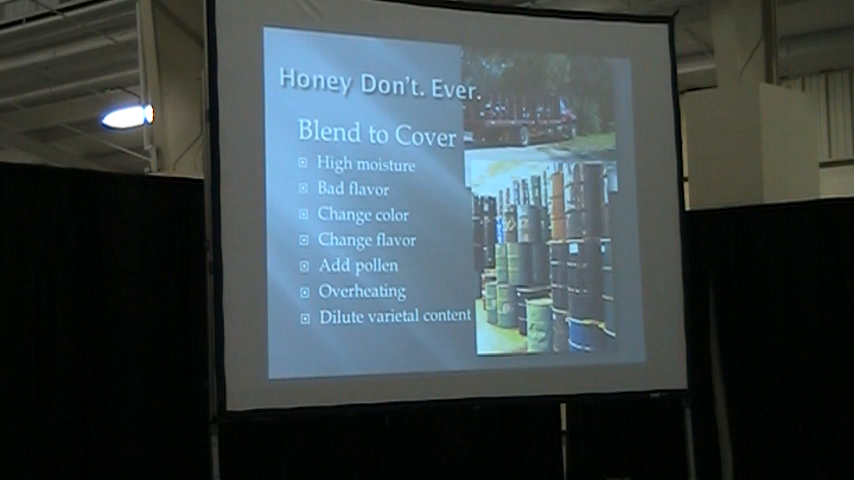 Honey Don't. Ever.
Blend to Cover
High moisture
Bad flavor
Change color
Change flavor
Add pollen
Overheating
Dilute varietal content